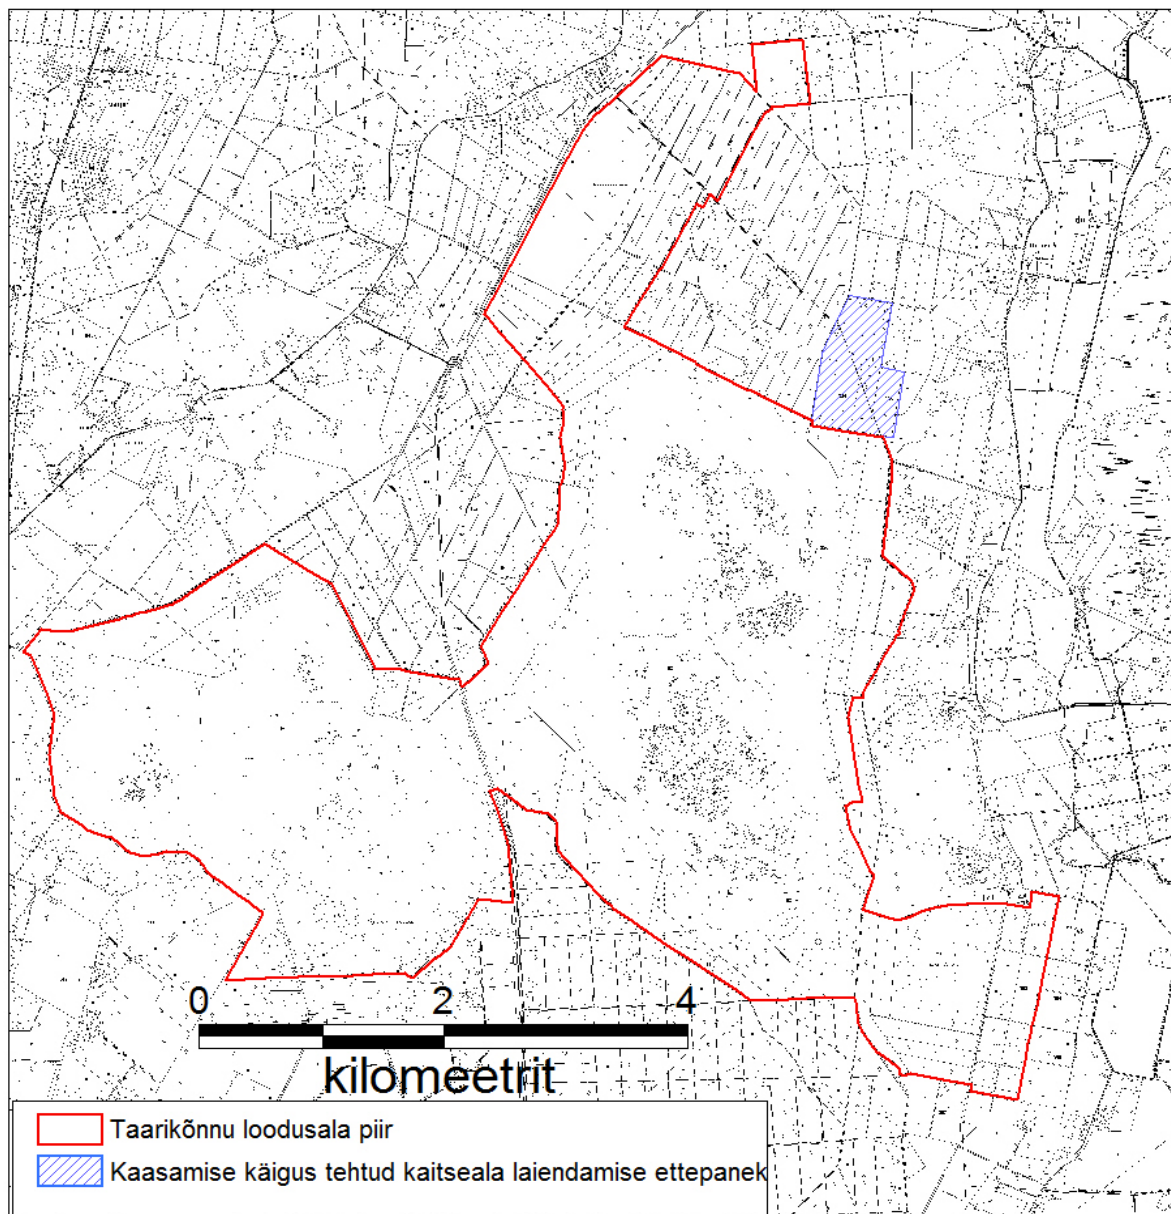 0 2 4
kilomeetrit
Taarikõnnu loodusala piir
Kaasamise käigus tehtud kaitseala laiendamise ettepanek